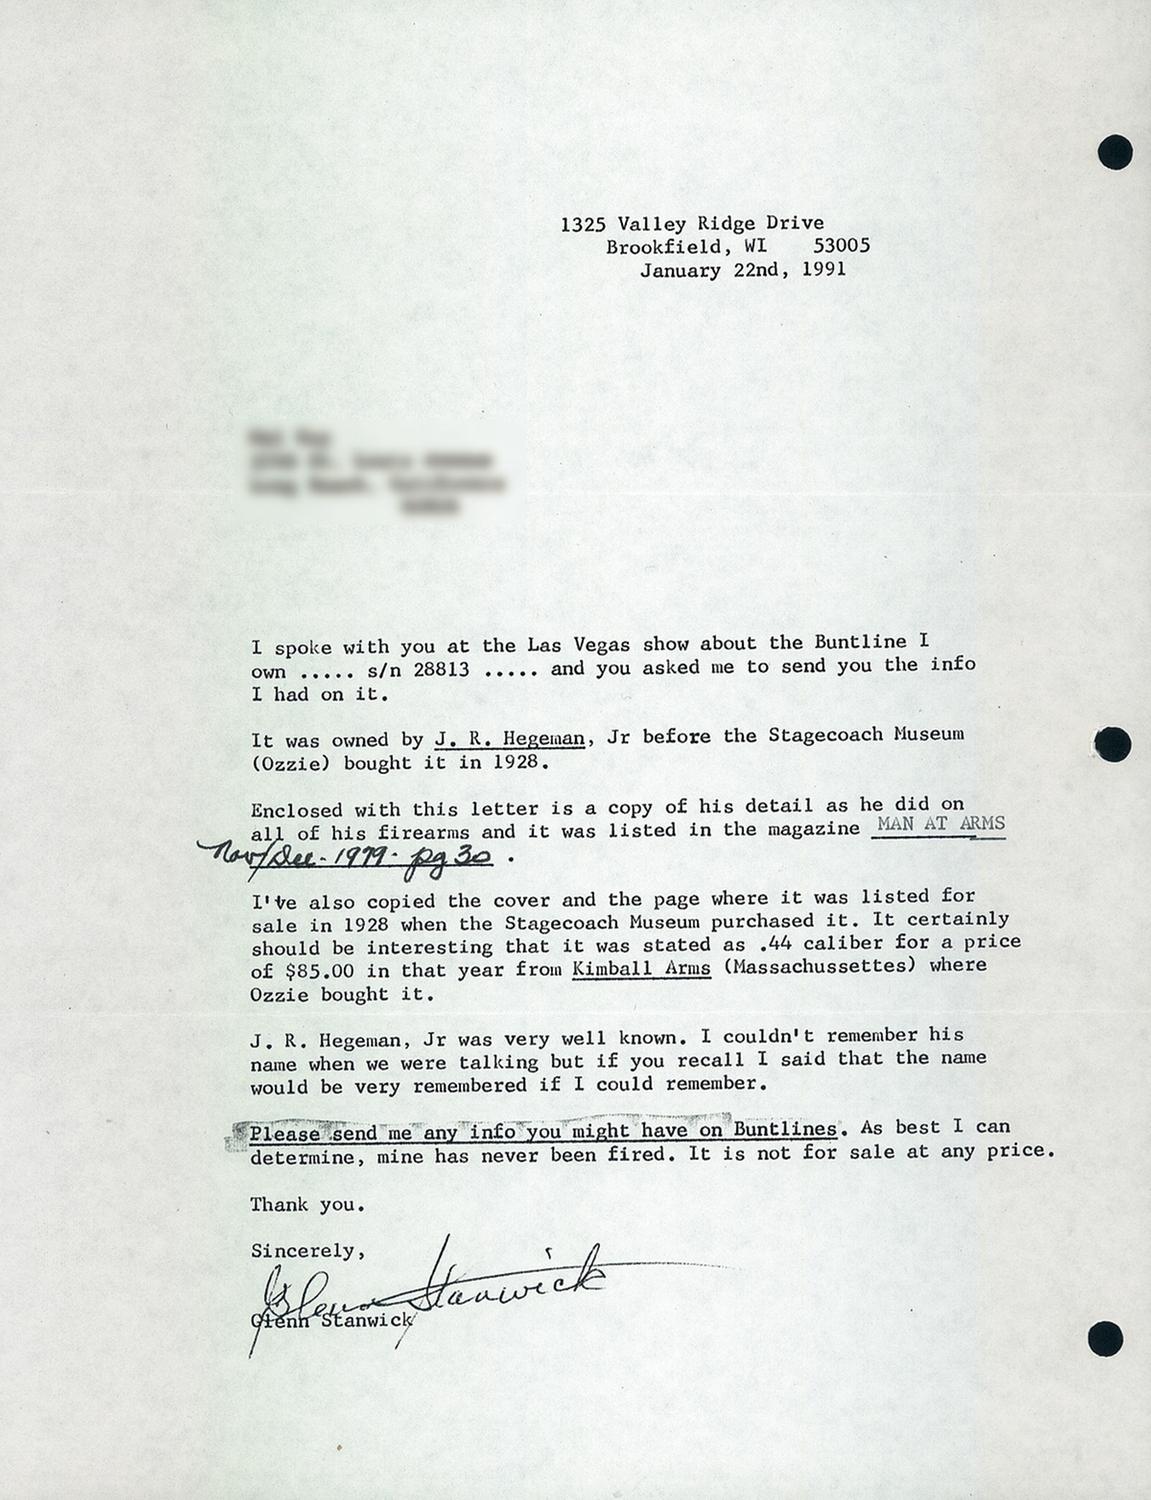 1325 Valley Ridge Drive
Brookfield, WI 53005
January 22nd, 1991
I spoke with you at the Las Vegas show about the Buntline I
own ..... s/n 28813 ..... and you asked me to send you the info
I had on it.
It was owned by J. R. Hegeman, Jr before the Stagecoach Museum
(Ozzie) bought it in 1928.
Enclosed with this letter is a copy of his detail as he did on
all of his firearms and it was listed in the magazine MAN AT ARMS
Nov/Dec - 1979 - pg 30 .
I've also copied the cover and the page where it was listed for
sale in 1928 when the Stagecoach Museum purchased it. It certainly
should be interesting that it was stated as .44 caliber for a price
of $85.00 in that year from Kimball Arms (Massachussettes) where
Ozzie bought it.
J. R. Hegeman, Jr was very well known. I couldn't remember his
name when we were talking but if you recall I said that the name
would be very remembered if I could remember.
Please send me any info you might have on Buntlines. As best I can
determine, mine has never been fired. It is not for sale at any price.
Thank you.
Sincerely,
Glenn Stanwick
Glenn Stanwick